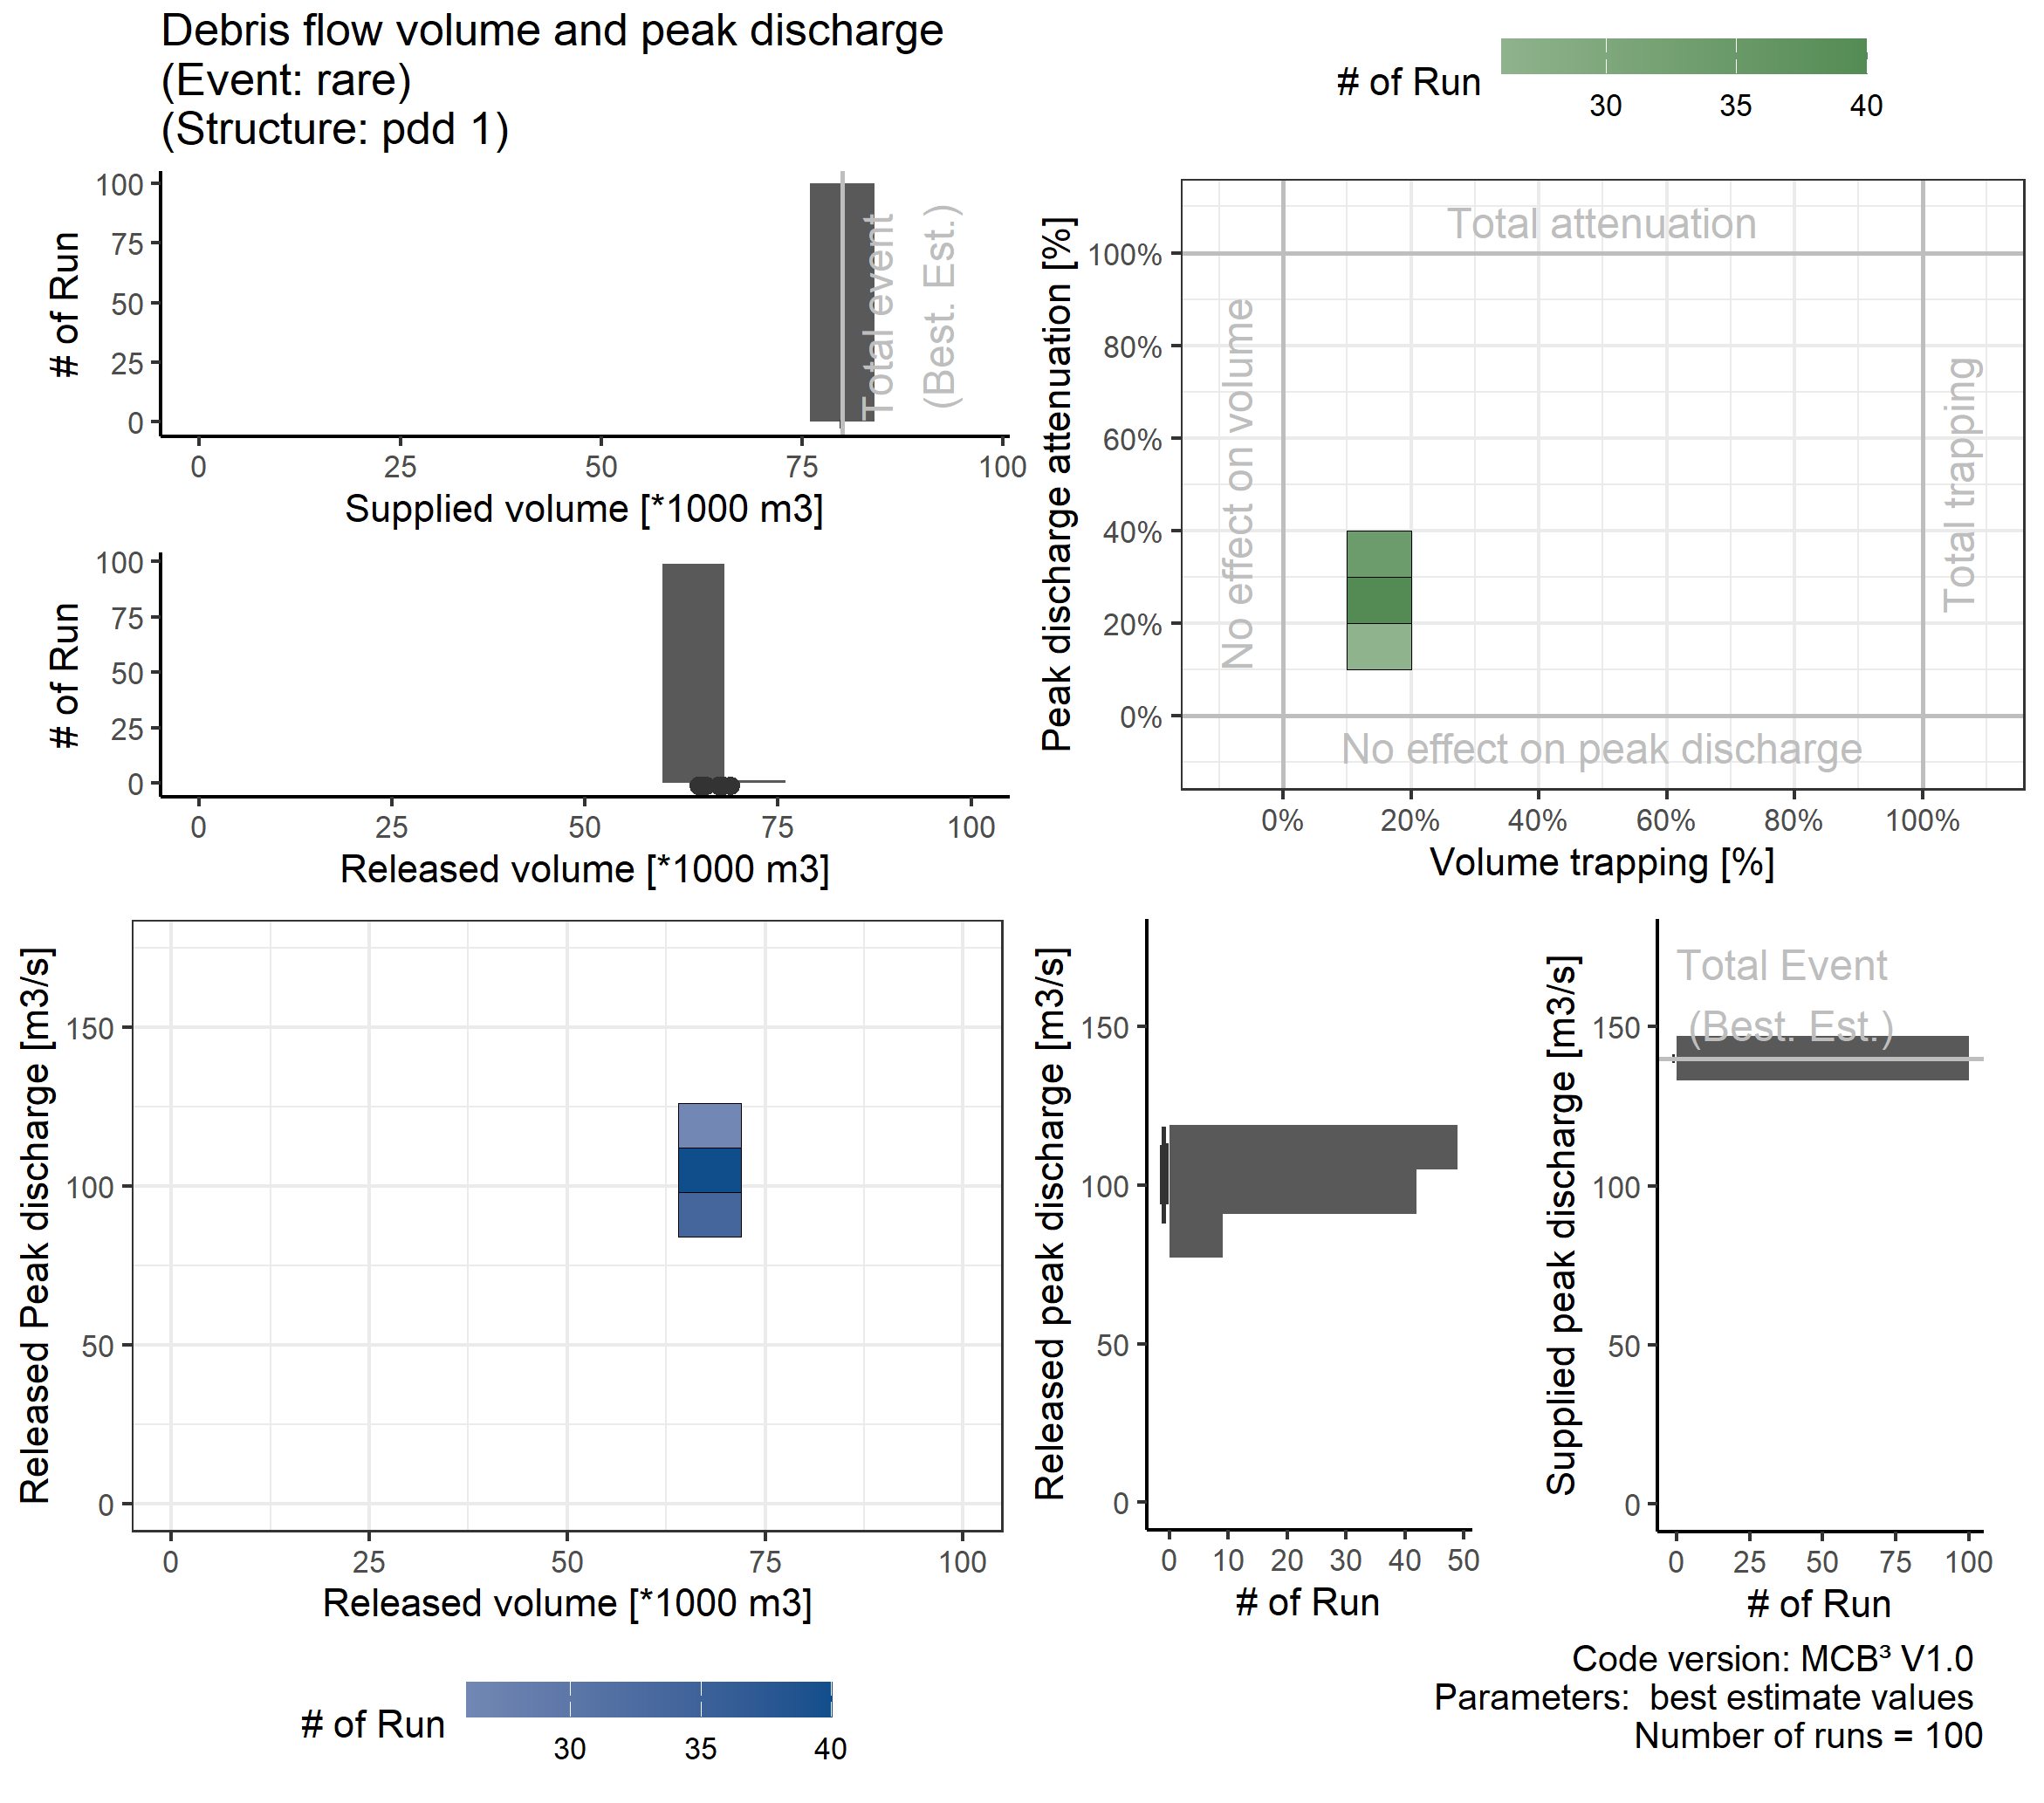 Debris flow volume and peak discharge
(Event: rare)
(Structure: pdd 1)
# of Run
30 35 40
# of Run
100
75
50
25
0
Total event
(Best. Est.)
0 25 50 75 100
Supplied volume [*1000 m3]
# of Run
100
75
50
25
0
0 25 50 75 100
Released volume [*1000 m3]
Peak discharge attenuation [%]
100%
80%
60%
40%
20%
0%
Total attenuation
No effect on volume
Total trapping
No effect on peak discharge
0% 20% 40% 60% 80% 100%
Volume trapping [%]
Released Peak discharge [m3/s]
150
100
50
0
0 25 50 75 100
Released volume [*1000 m3]
# of Run
30 35 40
Released peak discharge [m3/s]
150
100
50
0
0 10 20 30 40 50
# of Run
Supplied peak discharge [m3/s]
150
100
50
0
Total Event
(Best. Est.)
0 25 50 75 100
# of Run
Code version: MCB³ V1.0
Parameters:  best estimate values
Number of runs = 100